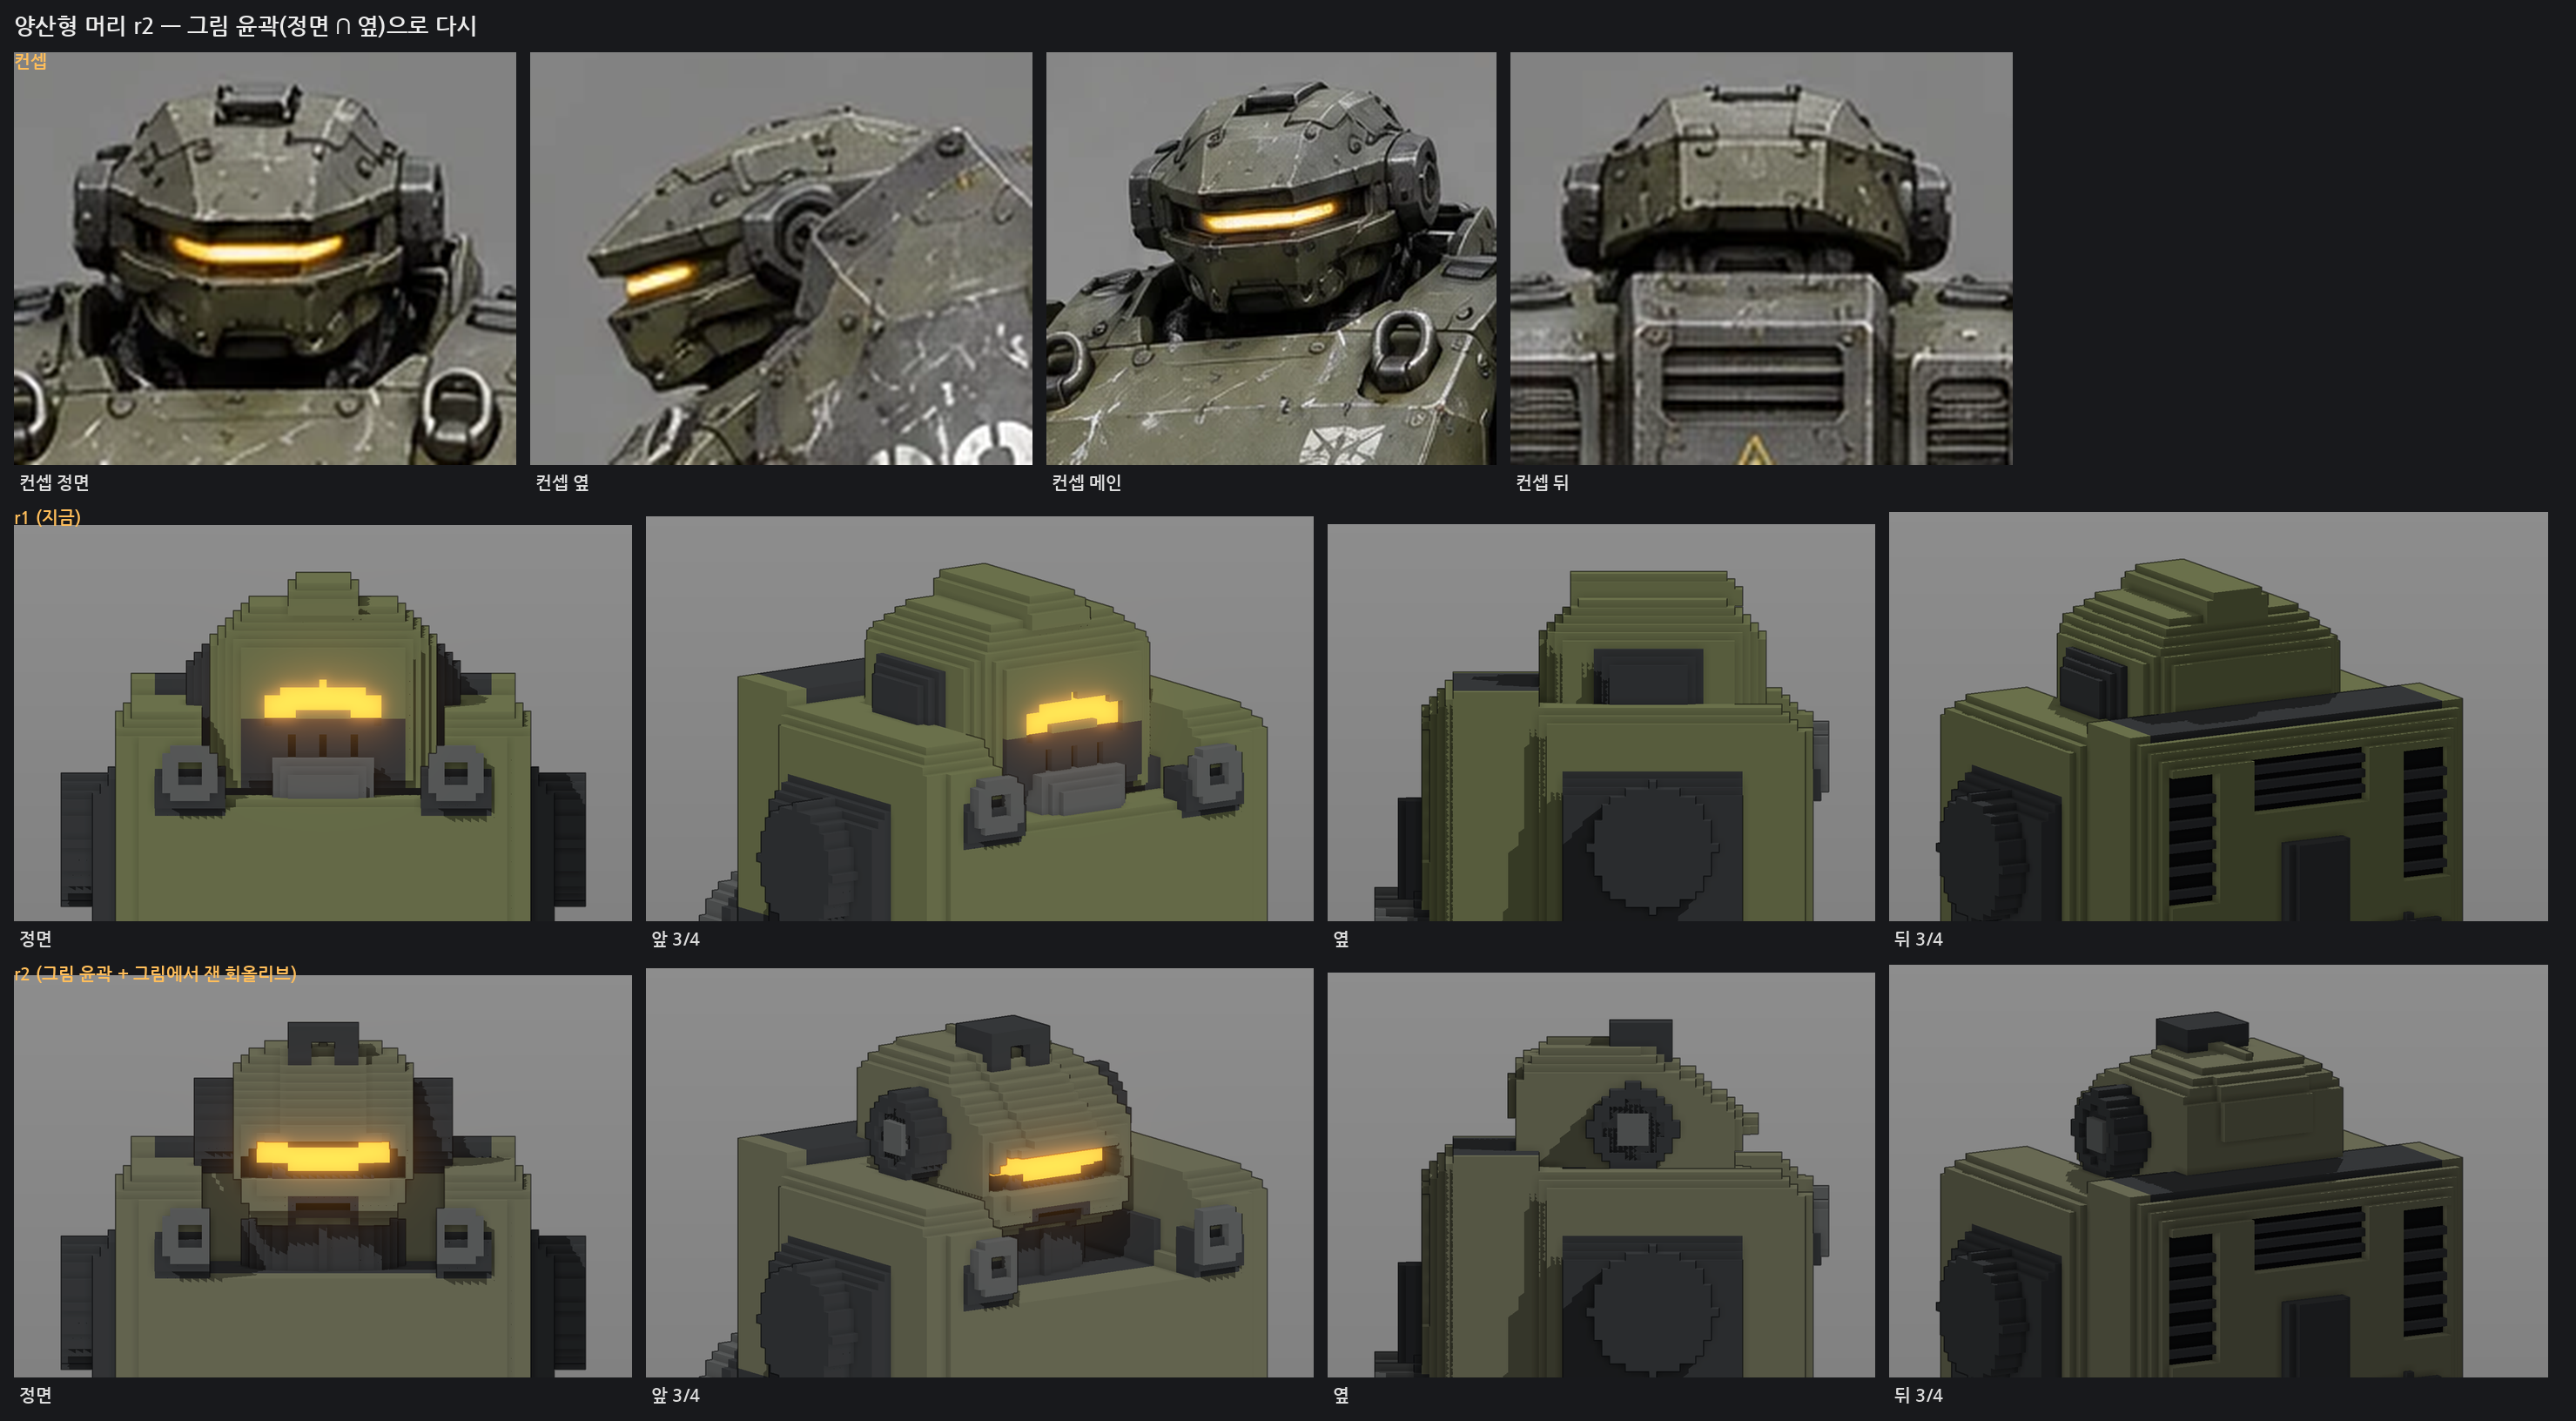 양산형 머리 r2 — 그림 윤곽(정면 ∩ 옆)으로 다시
컨셉
컨셉 정면
컨셉 옆
컨셉 메인
컨셉 뒤
r1 (지금)
정면
앞 3/4
옆
뒤 3/4
r2 (그림 윤곽 + 그림에서 잰 회올리브)
정면
앞 3/4
옆
뒤 3/4